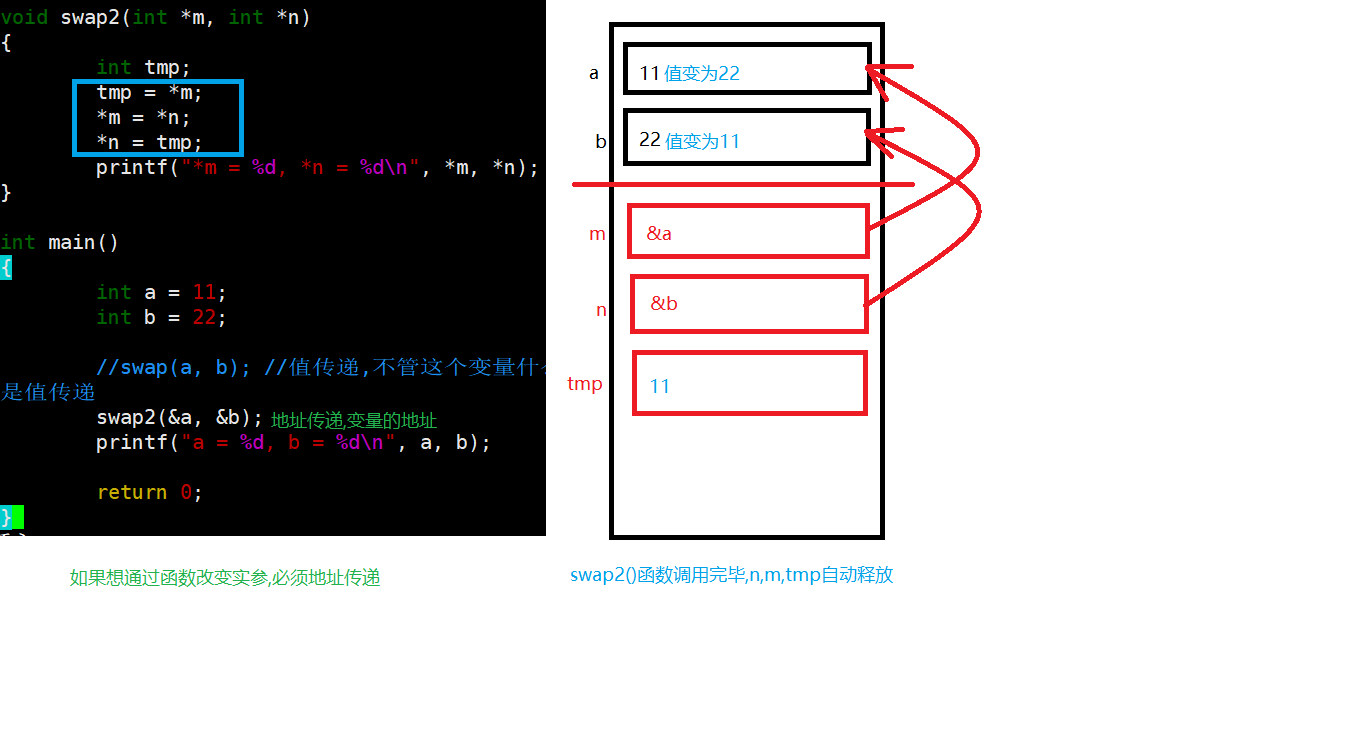 void swap2(int *m, int *n)
{
int tmp;
tmp = *m;
*m = *n;
*n = tmp;
printf("*m = %d, *n = %d\n", *m, *n);
}
int main()
{
int a = 11;
int b = 22;
//swap(a, b); //值传递,不管这个变量什
是值传递
swap2(&a, &b); 地址传递,变量的地址
printf("a = %d, b = %d\n", a, b);
return 0;
}
如果想通过函数改变实参,必须地址传递
a 11 值变为22
b 22 值变为11
m &a
n &b
tmp 11
swap2()函数调用完毕,n,m,tmp自动释放